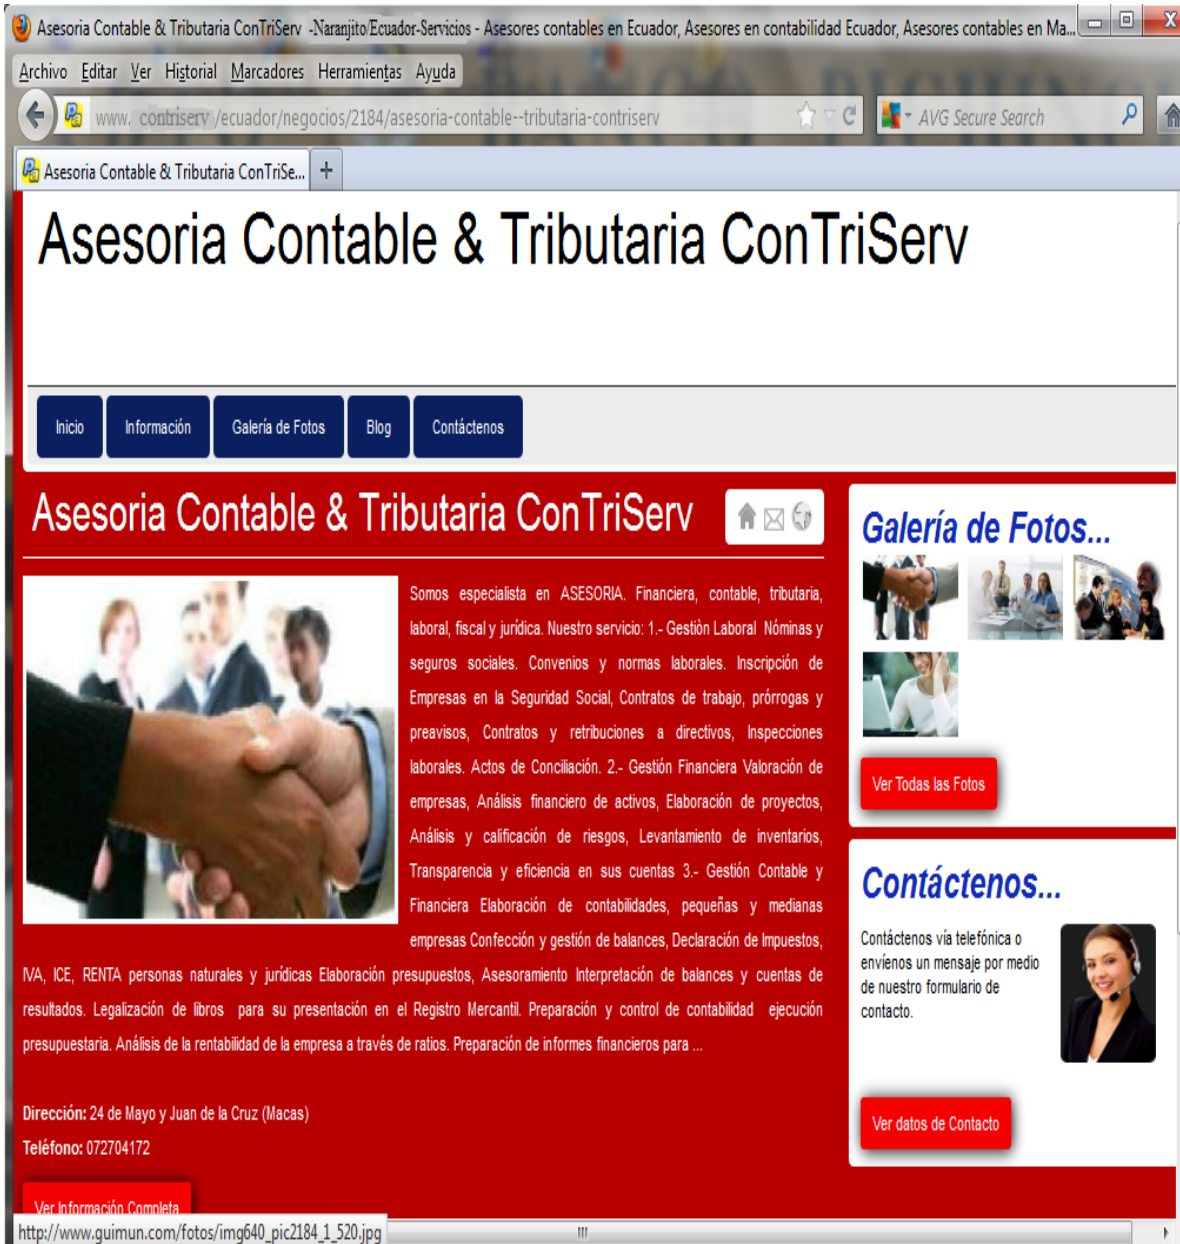 Asesoria Contable & Tributaria ConTriServ -Naranjito/Ecuador-Servicios - Asesores contables en Ecuador, Asesores en contabilidad Ecuador, Asesores contables en Ma...
Archivo Editar Ver Historial Marcadores Herramientas Ayuda
www. contriserv /ecuador/negocios/2184/asesoria-contable--tributaria-contriserv
AVG Secure Search
Asesoria Contable & Tributaria ConTriSe...
Asesoria Contable & Tributaria ConTriServ
Inicio Información Galería de Fotos Blog Contáctenos
Asesoria Contable & Tributaria ConTriServ
Somos especialista en ASESORIA. Financiera, contable, tributaria,
laboral, fiscal y jurídica. Nuestro servicio: 1.- Gestiòn Laboral Nóminas y
seguros sociales. Convenios y normas laborales. Inscripción de
Empresas en la Seguridad Social, Contratos de trabajo, prórrogas y
preavisos, Contratos y retribuciones a directivos, Inspecciones
laborales. Actos de Conciliación. 2.- Gestión Financiera Valoración de
empresas, Análisis financiero de activos, Elaboración de proyectos,
Análisis y calificación de riesgos, Levantamiento de inventarios,
Transparencia y eficiencia en sus cuentas 3.- Gestión Contable y
Financiera Elaboración de contabilidades, pequeñas y medianas
empresas Confección y gestión de balances, Declaración de Impuestos,
IVA, ICE, RENTA personas naturales y jurídicas Elaboración presupuestos, Asesoramiento Interpretación de balances y cuentas de
resultados. Legalización de libros para su presentación en el Registro Mercantil. Preparación y control de contabilidad ejecución
presupuestaria. Análisis de la rentabilidad de la empresa a través de ratios. Preparación de informes financieros para ...
Dirección: 24 de Mayo y Juan de la Cruz (Macas)
Teléfono: 072704172
Ver Información Completa
Galería de Fotos...
Ver Todas las Fotos
Contáctenos...
Contáctenos vía telefónica o
envíenos un mensaje por medio
de nuestro formulario de
contacto.
Ver datos de Contacto
http://www.guimun.com/fotos/img640_pic2184_1_520.jpg